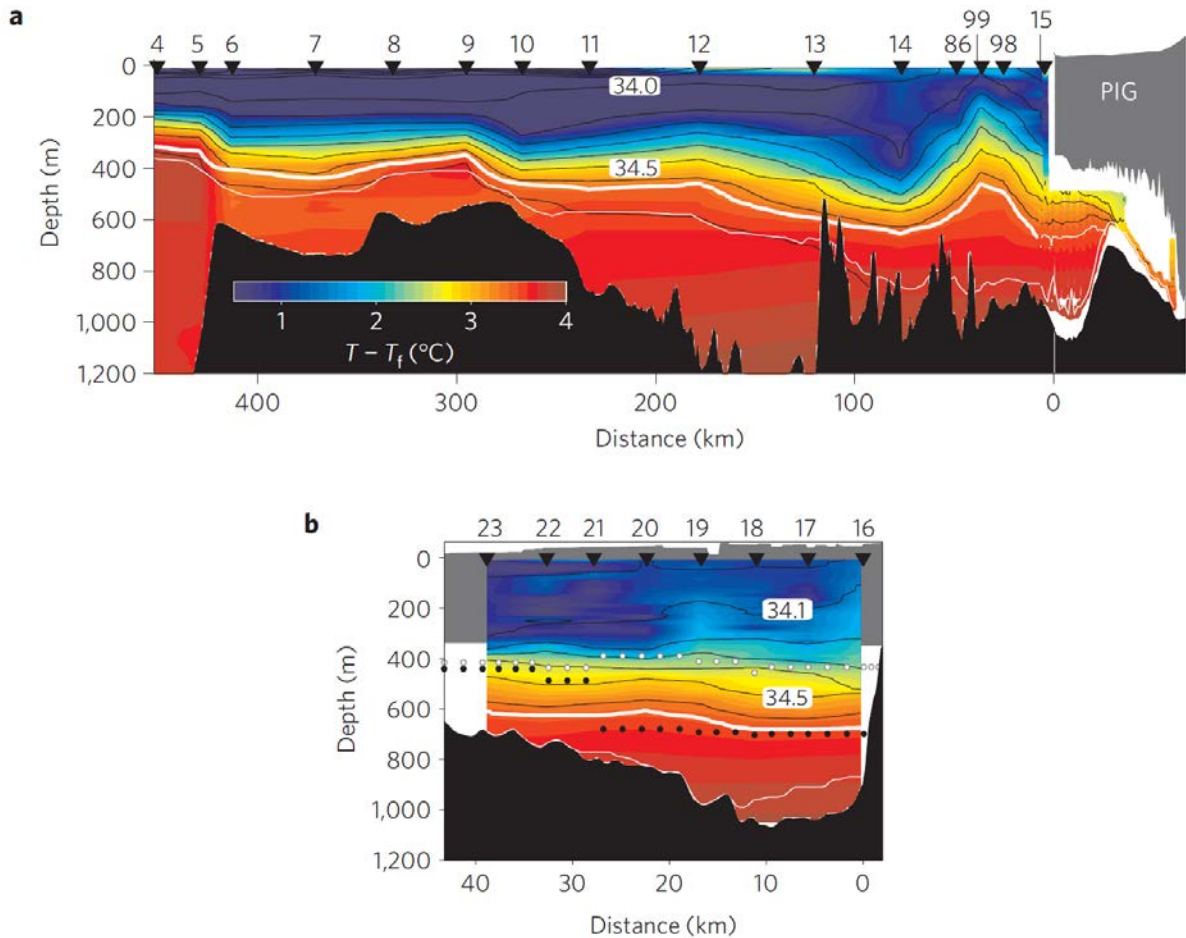 a
4 5 6 7 8 9 10 11 12 13 14 86 99 98 15
0
200
400
600
800
1,000
1,200
Depth (m)
34.0
34.5
PIG
1 2 3 4
T – Tf (°C)
400 300 200 100 0
Distance (km)
b
23 22 21 20 19 18 17 16
0
200
400
600
800
1,000
1,200
Depth (m)
34.1
34.5
40 30 20 10 0
Distance (km)